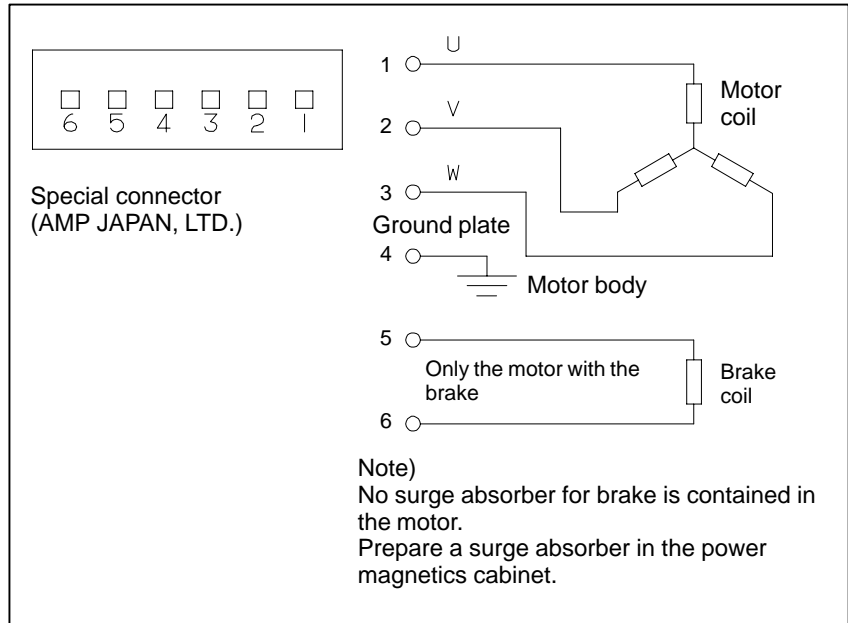 6 5 4 3 2 1
Special connector
(AMP JAPAN, LTD.)
1 U
Motor
coil
2 V
3 W
Ground plate
4
Motor body
5
Only the motor with the
brake
Brake
coil
6
Note)
No surge absorber for brake is contained in
the motor.
Prepare a surge absorber in the power
magnetics cabinet.